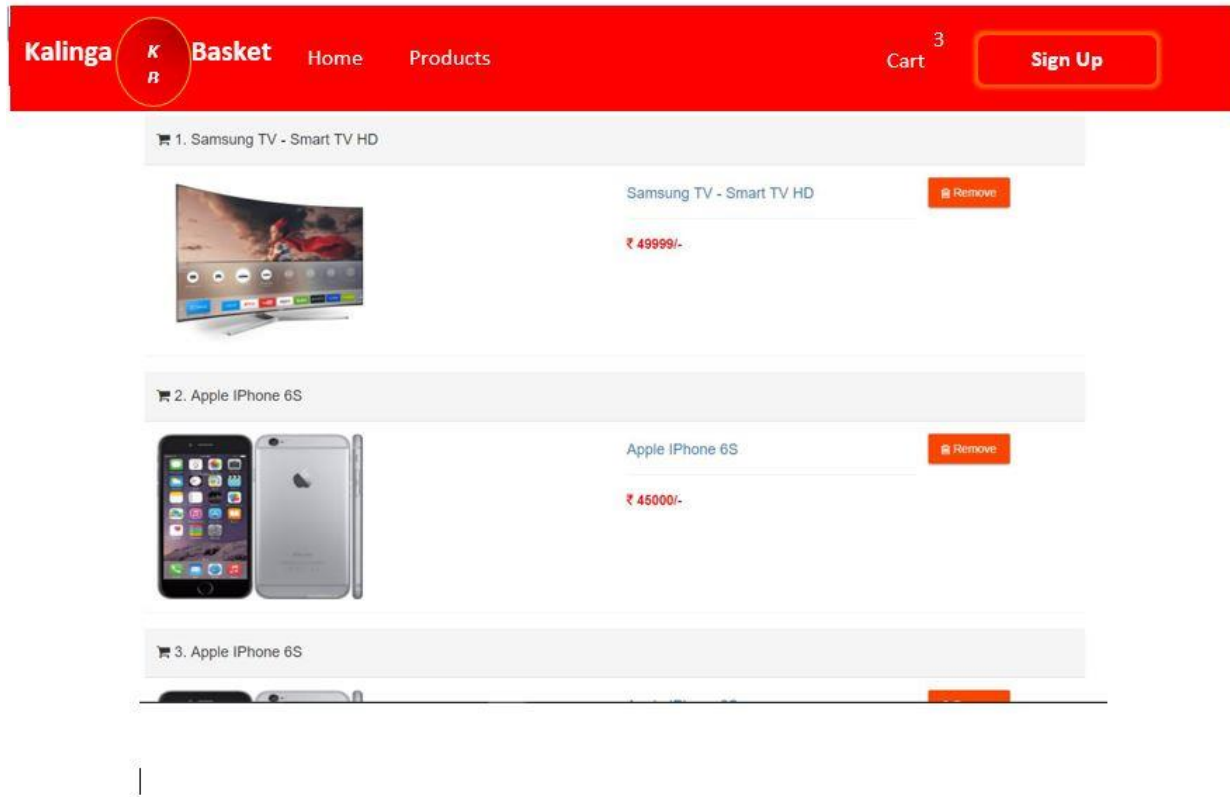 Kalinga K B Basket Home Products Cart 3 Sign Up
1. Samsung TV - Smart TV HD
Samsung TV - Smart TV HD Remove
₹ 49999/-
2. Apple IPhone 6S
Apple IPhone 6S Remove
₹ 45000/-
3. Apple IPhone 6S